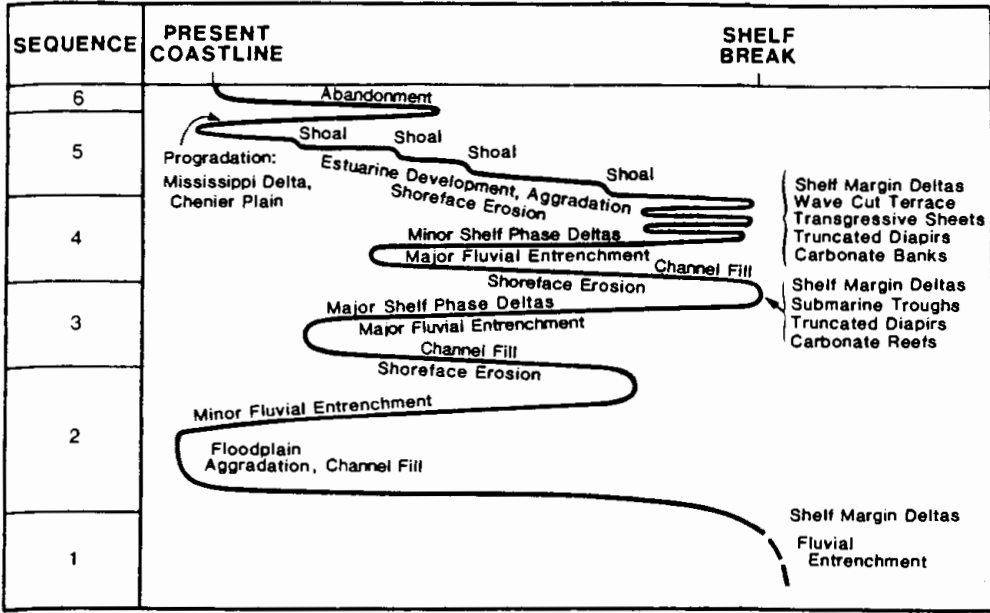 SEQUENCE
PRESENT
COASTLINE
SHELF
BREAK
6
Abandonment
5
Shoal
Shoal
Shoal
Shoal
Progradation:
Mississippi Delta,
Chenier Plain
Estuarine Development, Aggradation
Shoreface Erosion
Shelf Margin Deltas
Wave Cut Terrace
Transgressive Sheets
Truncated Diapirs
Carbonate Banks
4
Minor Shelf Phase Deltas
Major Fluvial Entrenchment
Channel Fill
Shoreface Erosion
Shelf Margin Deltas
Submarine Troughs
Truncated Diapirs
Carbonate Reefs
3
Major Shelf Phase Deltas
Major Fluvial Entrenchment
Channel Fill
Shoreface Erosion
2
Minor Fluvial Entrenchment
Floodplain
Aggradation, Channel Fill
1
Shelf Margin Deltas
Fluvial
Entrenchment